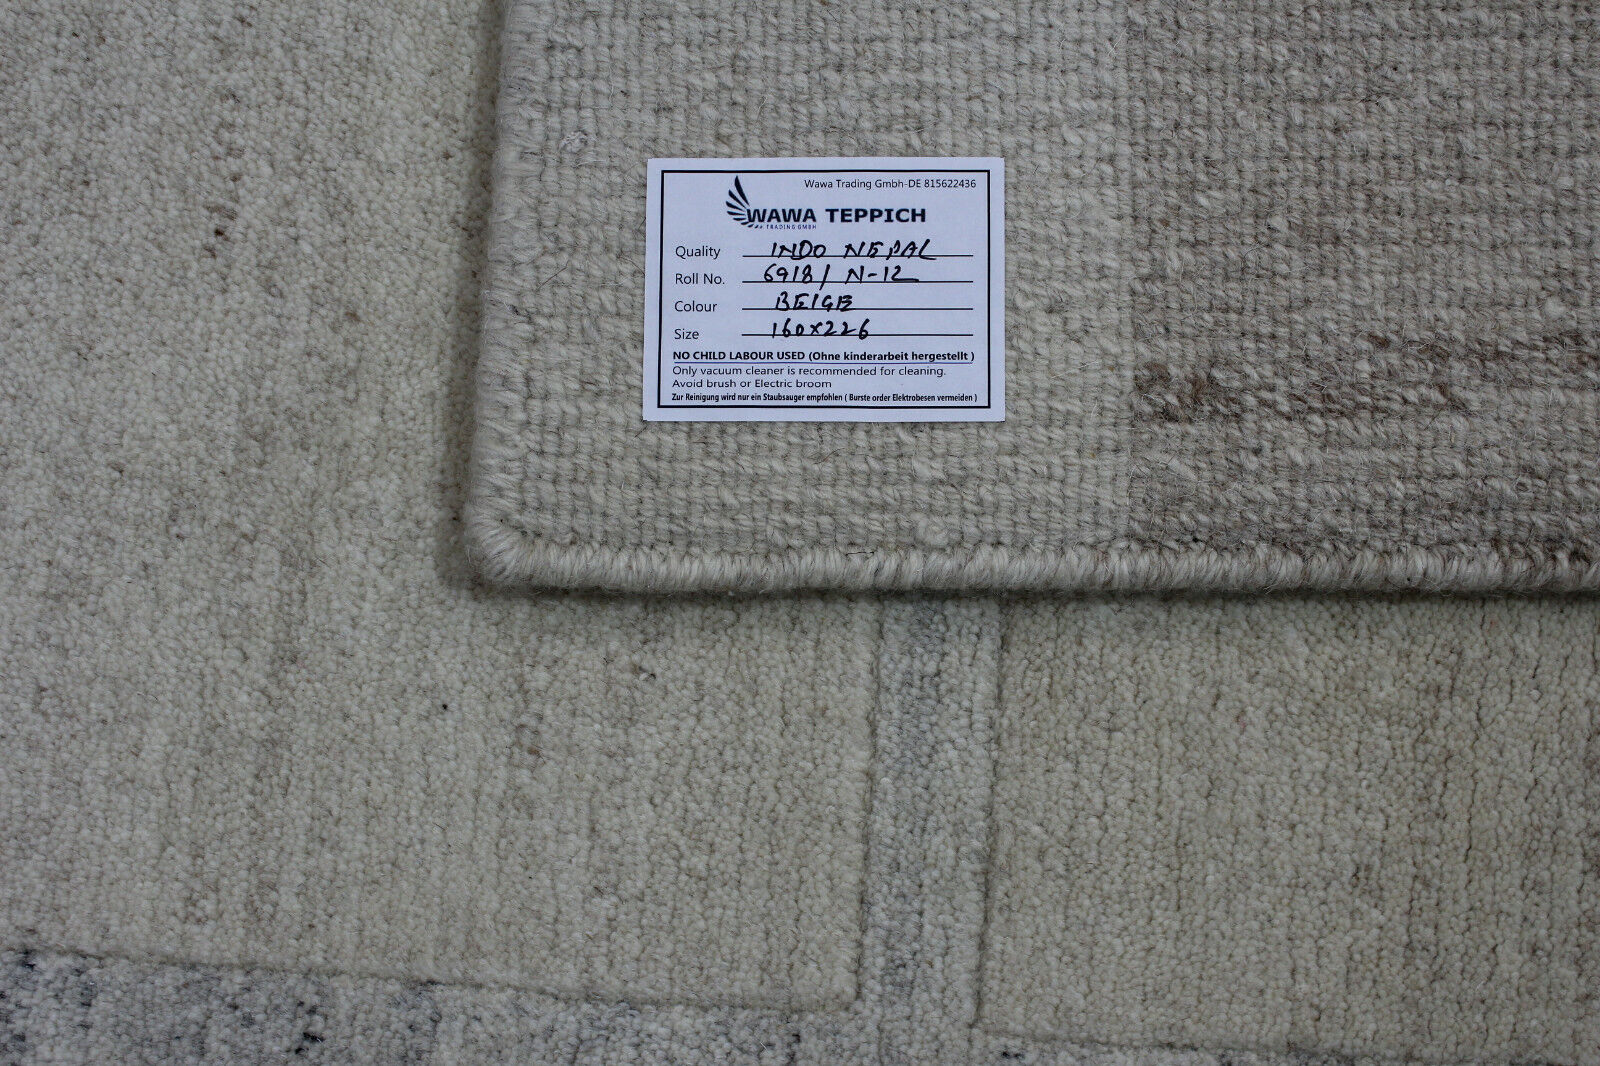 Wawa Trading Gmbh-DE 815622436
WAWA TEPPICH
TRADING GMBH
Quality INDO NEPAL
Roll No. 6918/ N-12
Colour BEIGE
Size 160x226
NO CHILD LABOUR USED (Ohne kinderarbeit hergestellt )
Only vacuum cleaner is recommended for cleaning.
Avoid brush or Electric broom
Zur Reinigung wird nur ein Staubsauger empfohlen ( Burste order Elektrobesen vermeiden )